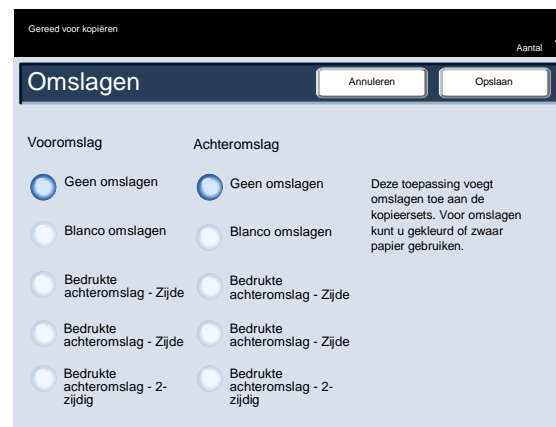 Gereed voor kopiëren
Aantal
Omslagen
Annuleren
Opslaan
Vooromslag
Geen omslagen
Blanco omslagen
Bedrukte
achteromslag - Zijde
Bedrukte
achteromslag - Zijde
Bedrukte
achteromslag - 2-
zijdig
Achteromslag
Geen omslagen
Blanco omslagen
Bedrukte
achteromslag - Zijde
Bedrukte
achteromslag - Zijde
Bedrukte
achteromslag - 2-
zijdig
Deze toepassing voegt
omslagen toe aan de
kopieersets. Voor omslagen
kunt u gekleurd of zwaar
papier gebruiken.